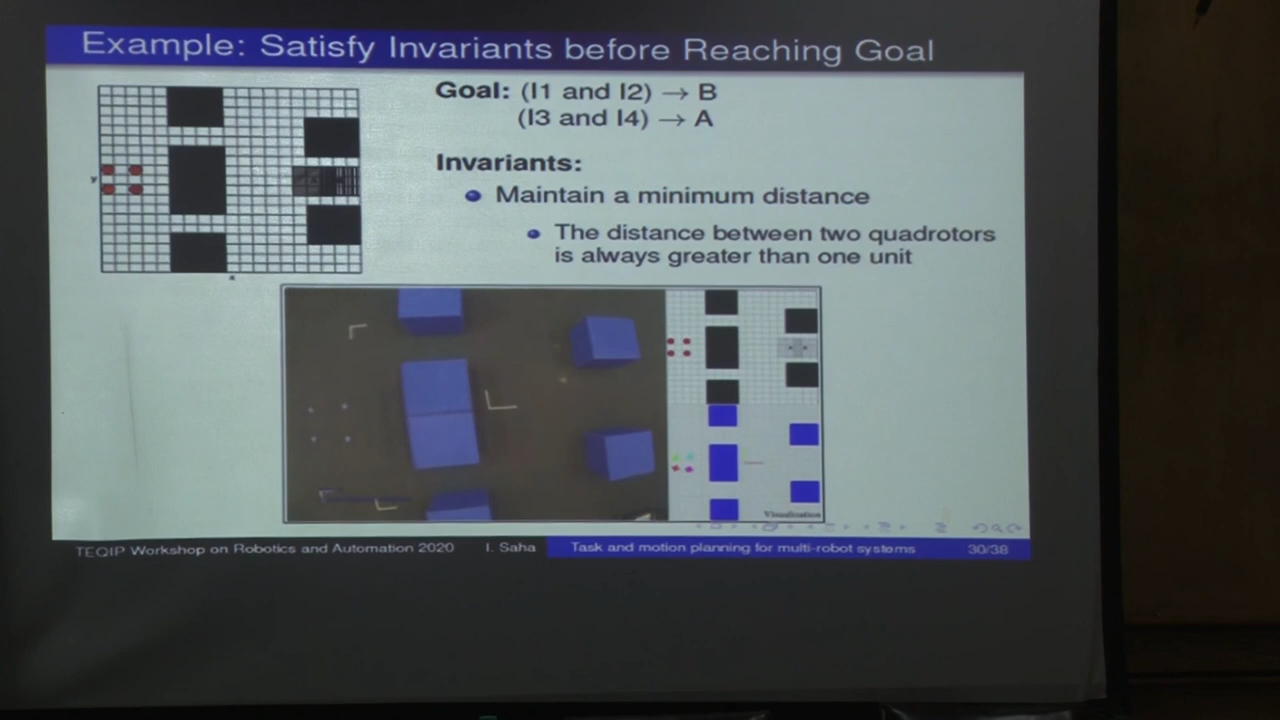 Example: Satisfy Invariants before Reaching Goal
Goal: (I1 and I2) → B
(I3 and I4) → A
Invariants:
Maintain a minimum distance
The distance between two quadrotors
is always greater than one unit
y
x
Visualization
TEQIP Workshop on Robotics and Automation 2020 I. Saha Task and motion planning for multi-robot systems 30/38